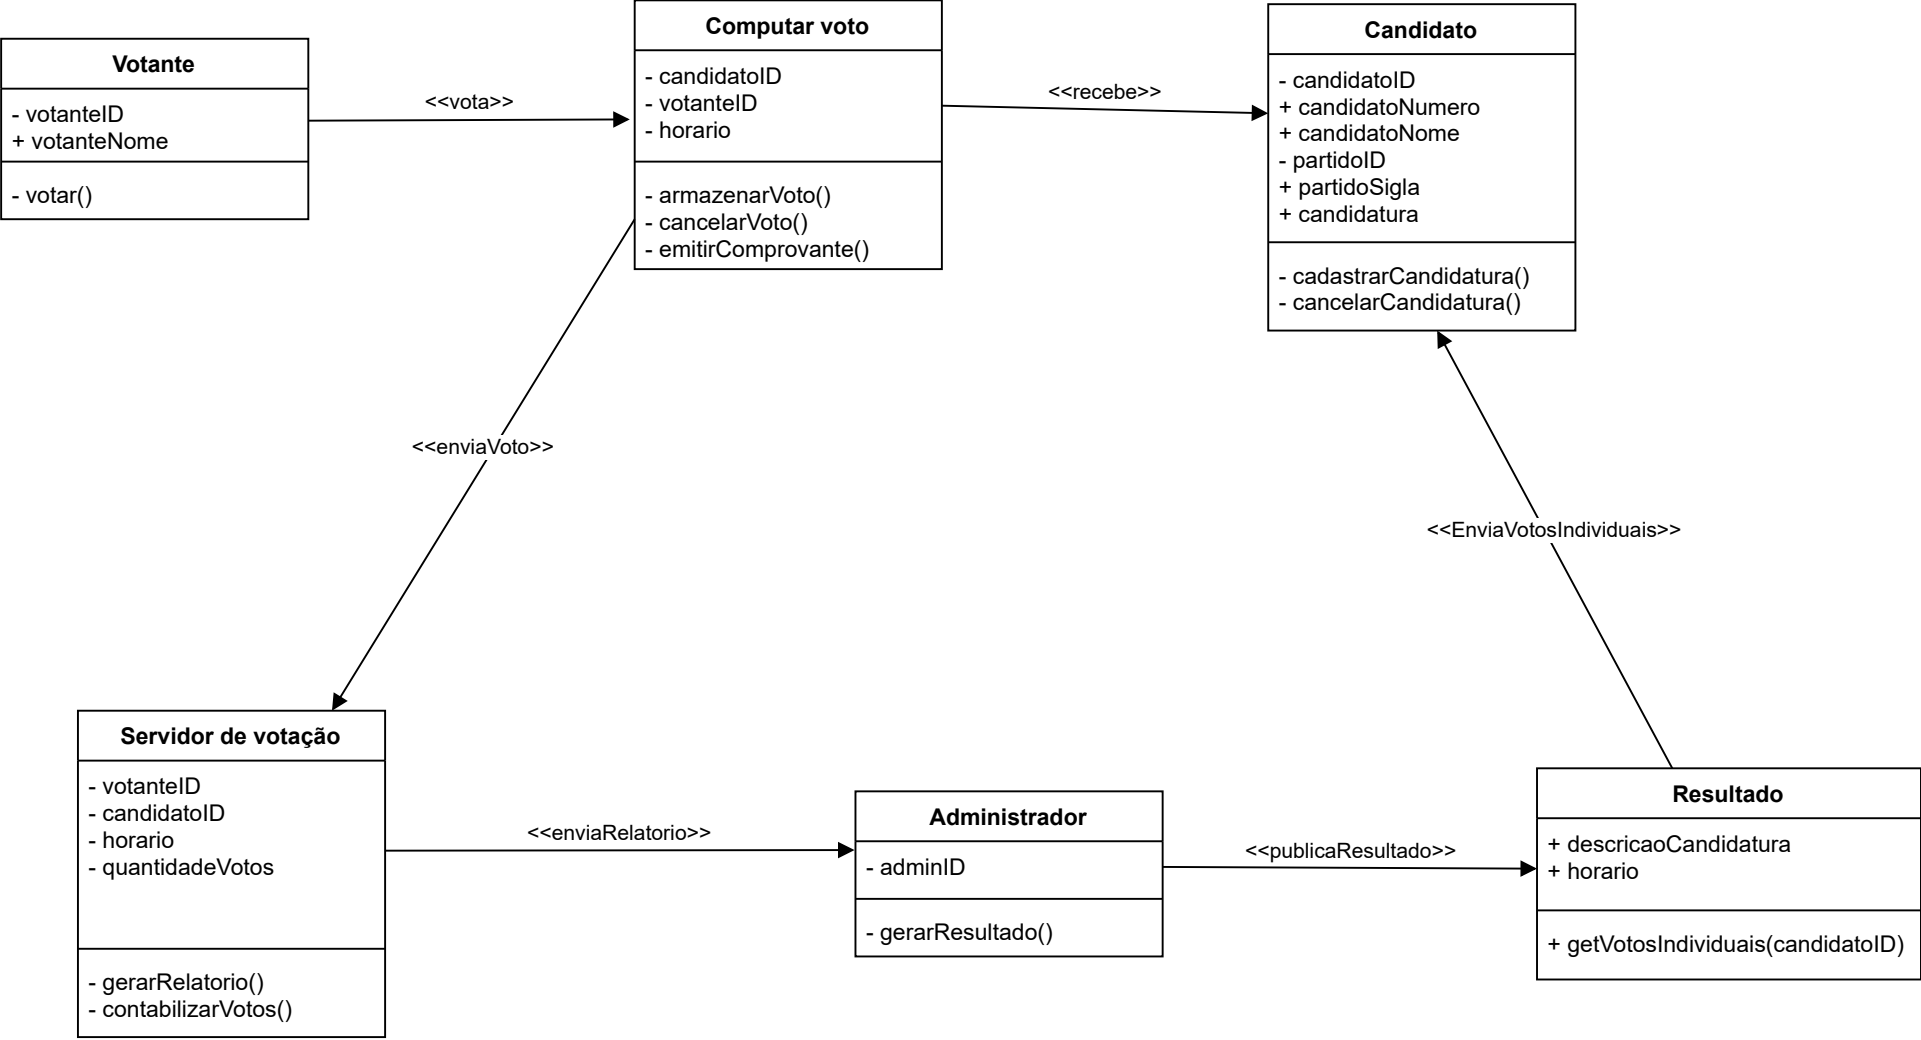 Votante
- votanteID
+ votanteNome
- votar()
<<vota>>
Computar voto
- candidatoID
- votanteID
- horario
- armazenarVoto()
- cancelarVoto()
- emitirComprovante()
<<recebe>>
Candidato
- candidatoID
+ candidatoNumero
+ candidatoNome
- partidoID
+ partidoSigla
+ candidatura
- cadastrarCandidatura()
- cancelarCandidatura()
<<enviaVoto>>
<<EnviaVotosIndividuais>>
Servidor de votação
- votanteID
- candidatoID
- horario
- quantidadeVotos
- gerarRelatorio()
- contabilizarVotos()
<<enviaRelatorio>>
Administrador
- adminID
- gerarResultado()
<<publicaResultado>>
Resultado
+ descricaoCandidatura
+ horario
+ getVotosIndividuais(candidatoID)